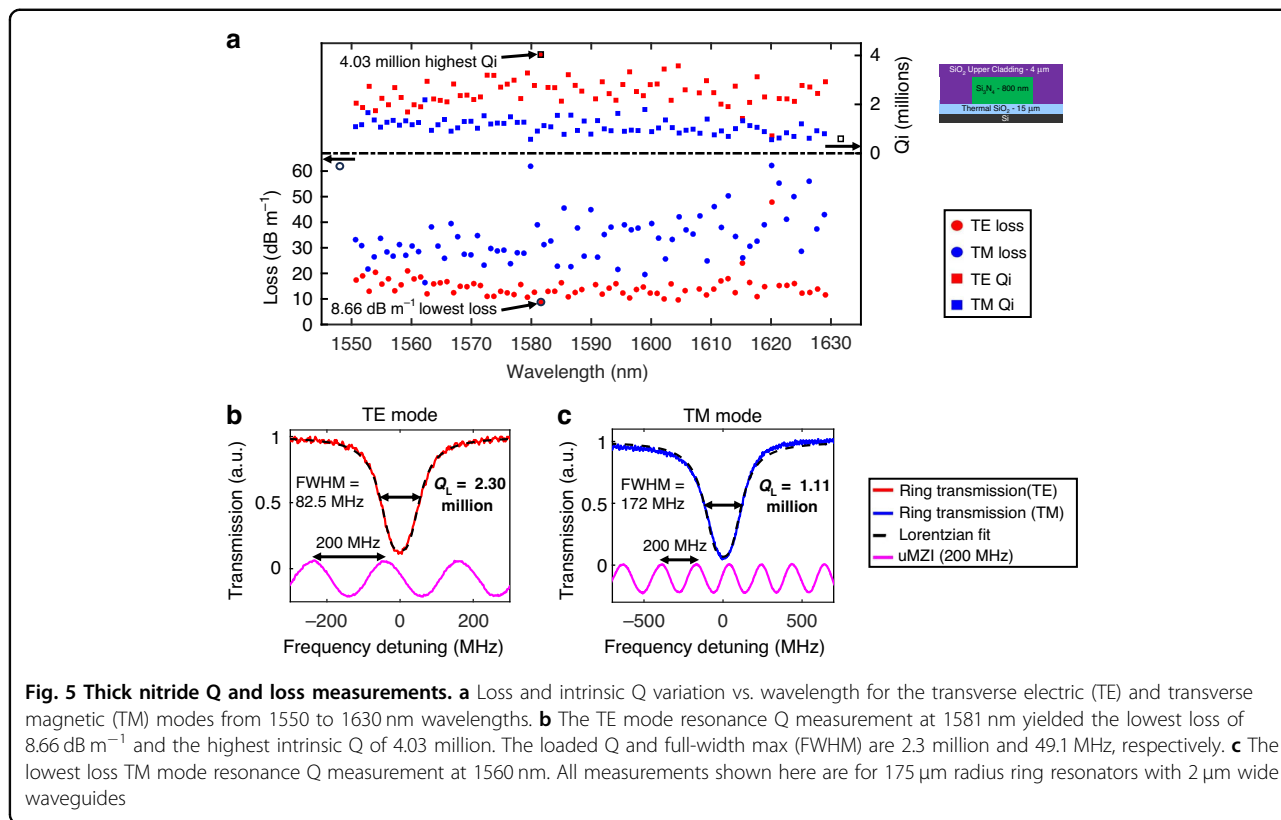 a
4.03 million highest Qi
4
2
0
Qi (millions)
SiO₂ Upper Cladding - 4 μm
Si₃N₄ - 800 nm
Thermal SiO₂ - 15 μm
Si
60
50
40
30
20
10
0
Loss (dB m⁻¹)
8.66 dB m⁻¹ lowest loss
1550 1560 1570 1580 1590 1600 1610 1620 1630
Wavelength (nm)
TE loss
TM loss
TE Qi
TM Qi
b
TE mode
1
0.5
0
Transmission (a.u.)
FWHM =
82.5 MHz
Q_L = 2.30
million
200 MHz
−200 0 200
Frequency detuning (MHz)
c
TM mode
1
0.5
0
Transmission (a.u.)
FWHM =
172 MHz
Q_L = 1.11
million
200 MHz
−500 0 500
Frequency detuning (MHz)
Ring transmission(TE)
Ring transmission (TM)
Lorentzian fit
uMZI (200 MHz)
Fig. 5 Thick nitride Q and loss measurements. a Loss and intrinsic Q variation vs. wavelength for the transverse electric (TE) and transverse
magnetic (TM) modes from 1550 to 1630 nm wavelengths. b The TE mode resonance Q measurement at 1581 nm yielded the lowest loss of
8.66 dB m⁻¹ and the highest intrinsic Q of 4.03 million. The loaded Q and full-width max (FWHM) are 2.3 million and 49.1 MHz, respectively. c The
lowest loss TM mode resonance Q measurement at 1560 nm. All measurements shown here are for 175 μm radius ring resonators with 2 μm wide
waveguides